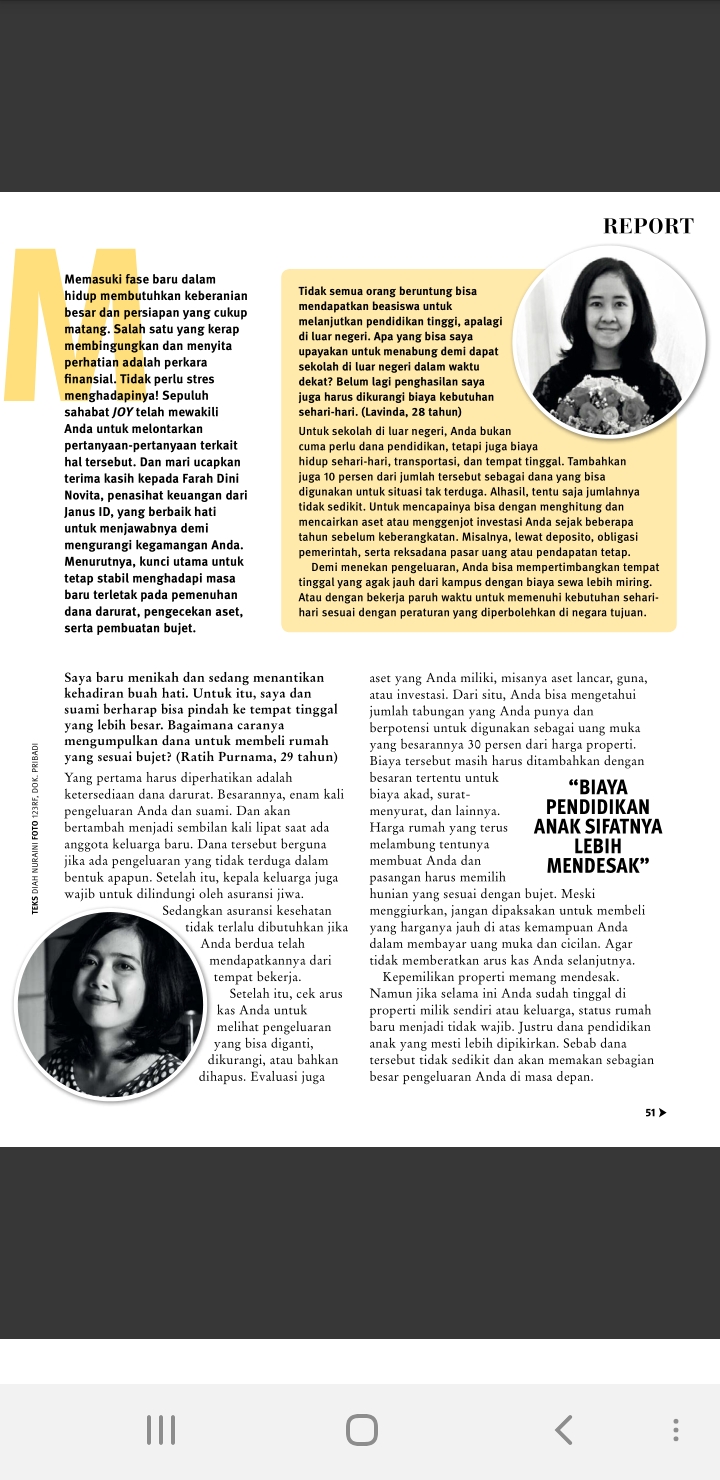 REPORT
M
Memasuki fase baru dalam
hidup membutuhkan keberanian
besar dan persiapan yang cukup
matang. Salah satu yang kerap
membingungkan dan menyita
perhatian adalah perkara
finansial. Tidak perlu stres
menghadapinya! Sepuluh
sahabat JOY telah mewakili
Anda untuk melontarkan
pertanyaan-pertanyaan terkait
hal tersebut. Dan mari ucapkan
terima kasih kepada Farah Dini
Novita, penasihat keuangan dari
Janus ID, yang berbaik hati
untuk menjawabnya demi
mengurangi kegamangan Anda.
Menurutnya, kunci utama untuk
tetap stabil menghadapi masa
baru terletak pada pemenuhan
dana darurat, pengecekan aset,
serta pembuatan bujet.
Tidak semua orang beruntung bisa
mendapatkan beasiswa untuk
melanjutkan pendidikan tinggi, apalagi
di luar negeri. Apa yang bisa saya
upayakan untuk menabung demi dapat
sekolah di luar negeri dalam waktu
dekat? Belum lagi penghasilan saya
juga harus dikurangi biaya kebutuhan
sehari-hari. (Lavinda, 28 tahun)
Untuk sekolah di luar negeri, Anda bukan
cuma perlu dana pendidikan, tetapi juga biaya
hidup sehari-hari, transportasi, dan tempat tinggal. Tambahkan
juga 10 persen dari jumlah tersebut sebagai dana yang bisa
digunakan untuk situasi tak terduga. Alhasil, tentu saja jumlahnya
tidak sedikit. Untuk mencapainya bisa dengan menghitung dan
mencairkan aset atau menggenjot investasi Anda sejak beberapa
tahun sebelum keberangkatan. Misalnya, lewat deposito, obligasi
pemerintah, serta reksadana pasar uang atau pendapatan tetap.
Demi menekan pengeluaran, Anda bisa mempertimbangkan tempat
tinggal yang agak jauh dari kampus dengan biaya sewa lebih miring.
Atau dengan bekerja paruh waktu untuk memenuhi kebutuhan sehari-
hari sesuai dengan peraturan yang diperbolehkan di negara tujuan.
Saya baru menikah dan sedang menantikan
kehadiran buah hati. Untuk itu, saya dan
suami berharap bisa pindah ke tempat tinggal
yang lebih besar. Bagaimana caranya
mengumpulkan dana untuk membeli rumah
yang sesuai bujet? (Ratih Purnama, 29 tahun)
Yang pertama harus diperhatikan adalah
ketersediaan dana darurat. Besarannya, enam kali
pengeluaran Anda dan suami. Dan akan
bertambah menjadi sembilan kali lipat saat ada
anggota keluarga baru. Dana tersebut berguna
jika ada pengeluaran yang tidak terduga dalam
bentuk apapun. Setelah itu, kepala keluarga juga
wajib untuk dilindungi oleh asuransi jiwa.
Sedangkan asuransi kesehatan
tidak terlalu dibutuhkan jika
Anda berdua telah
mendapatkannya dari
tempat bekerja.
Setelah itu, cek arus
kas Anda untuk
melihat pengeluaran
yang bisa diganti,
dikurangi, atau bahkan
dihapus. Evaluasi juga
aset yang Anda miliki, misanya aset lancar, guna,
atau investasi. Dari situ, Anda bisa mengetahui
jumlah tabungan yang Anda punya dan
berpotensi untuk digunakan sebagai uang muka
yang besarannya 30 persen dari harga properti.
Biaya tersebut masih harus ditambahkan dengan
besaran tertentu untuk
biaya akad, surat-
menyurat, dan lainnya.
Harga rumah yang terus
melambung tentunya
membuat Anda dan
pasangan harus memilih
hunian yang sesuai dengan bujet. Meski
menggiurkan, jangan dipaksakan untuk membeli
yang harganya jauh di atas kemampuan Anda
dalam membayar uang muka dan cicilan. Agar
tidak memberatkan arus kas Anda selanjutnya.
Kepemilikan properti memang mendesak.
Namun jika selama ini Anda sudah tinggal di
properti milik sendiri atau keluarga, status rumah
baru menjadi tidak wajib. Justru dana pendidikan
anak yang mesti lebih dipikirkan. Sebab dana
tersebut tidak sedikit dan akan memakan sebagian
besar pengeluaran Anda di masa depan.
“BIAYA
PENDIDIKAN
ANAK SIFATNYA
LEBIH
MENDESAK”
TEKS DIAH NURAINI FOTO 123RF, DOK. PRIBADI
51